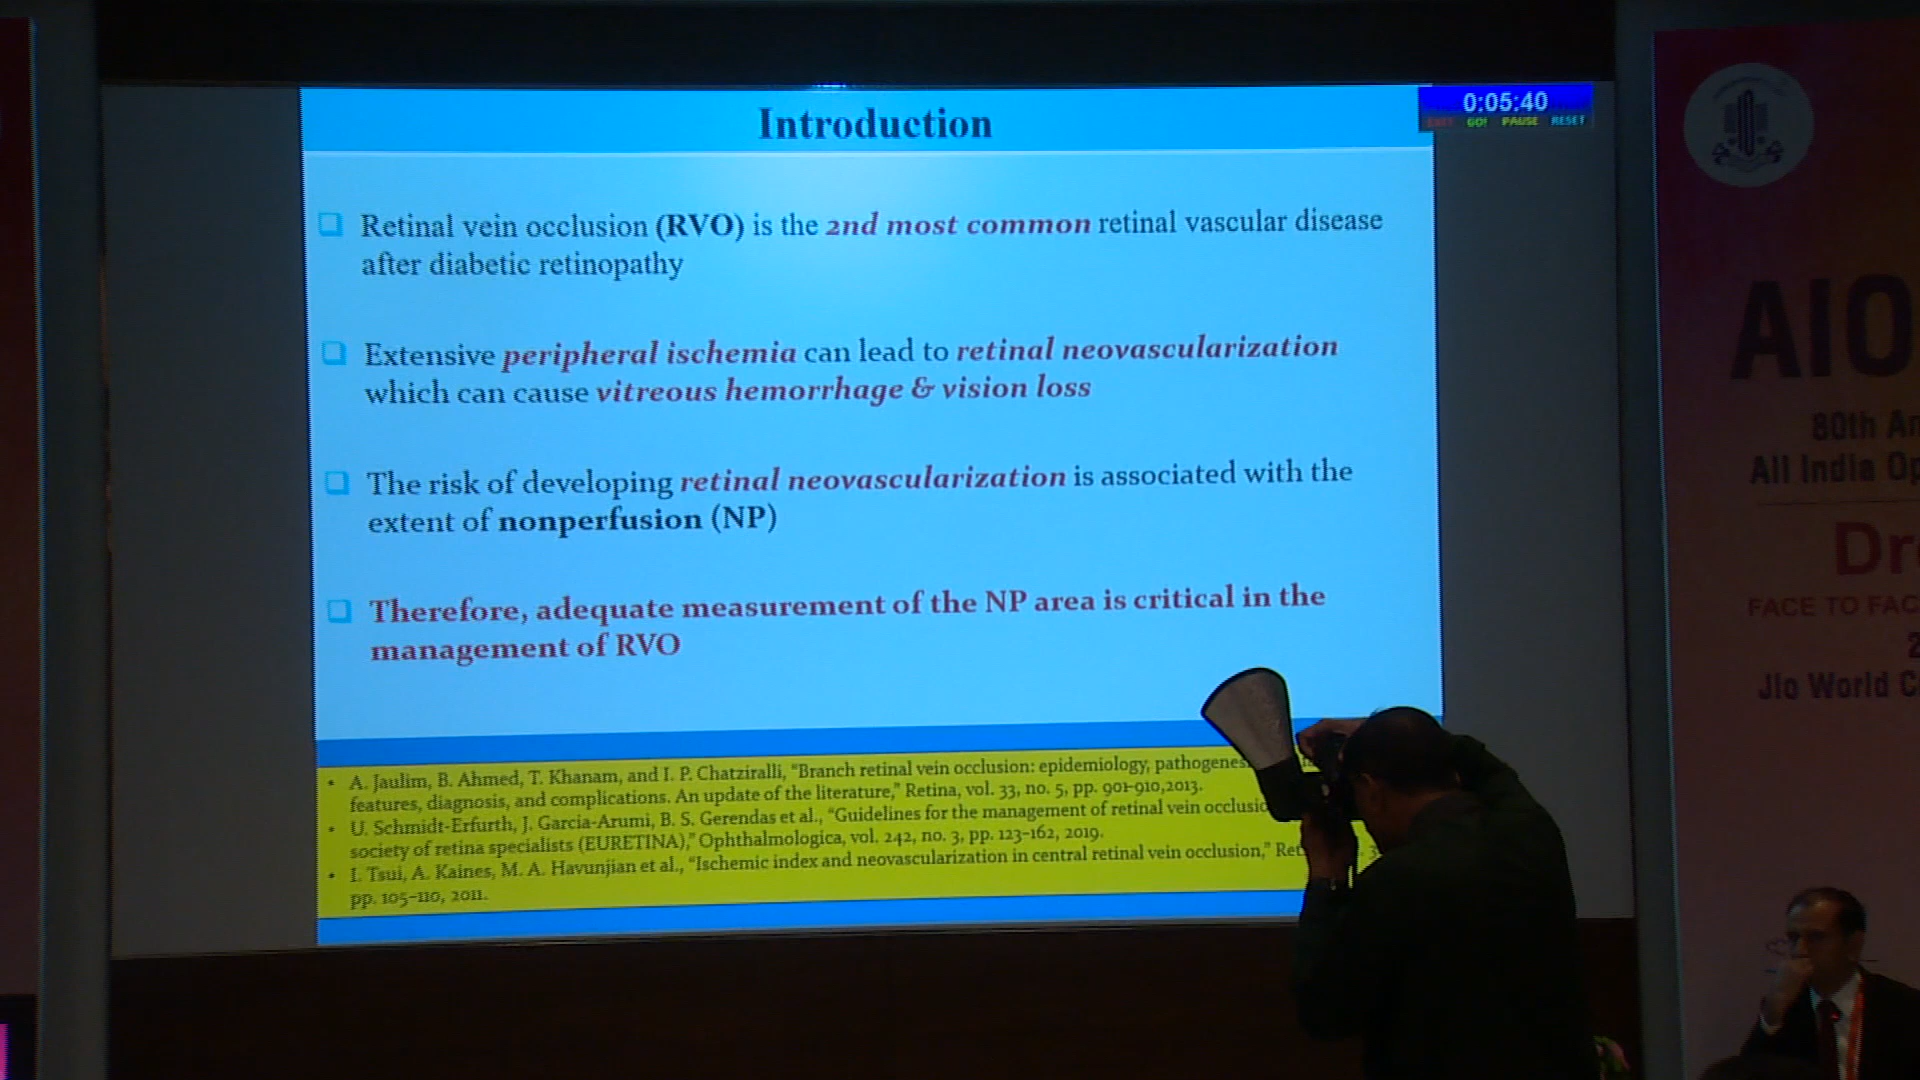 Introduction
0:05:40
EXIT GO! PAUSE RESET
Retinal vein occlusion (RVO) is the 2nd most common retinal vascular disease
after diabetic retinopathy
Extensive peripheral ischemia can lead to retinal neovascularization
which can cause vitreous hemorrhage & vision loss
The risk of developing retinal neovascularization is associated with the
extent of nonperfusion (NP)
Therefore, adequate measurement of the NP area is critical in the
management of RVO
• A. Jaulim, B. Ahmed, T. Khanam, and I. P. Chatziralli, “Branch retinal vein occlusion: epidemiology, pathogenes
features, diagnosis, and complications. An update of the literature,” Retina, vol. 33, no. 5, pp. 901-910,2013.
• U. Schmidt-Erfurth, J. Garcia-Arumi, B. S. Gerendas et al., “Guidelines for the management of retinal vein occlusio
society of retina specialists (EURETINA),” Ophthalmologica, vol. 242, no. 3, pp. 123-162, 2019.
• I. Tsui, A. Kaines, M. A. Havunjian et al., “Ischemic index and neovascularization in central retinal vein occlusion,” Ret
pp. 105-110, 2011.
AIO
80th An
All India Op
Dr
FACE TO FAC
2
Jio World C